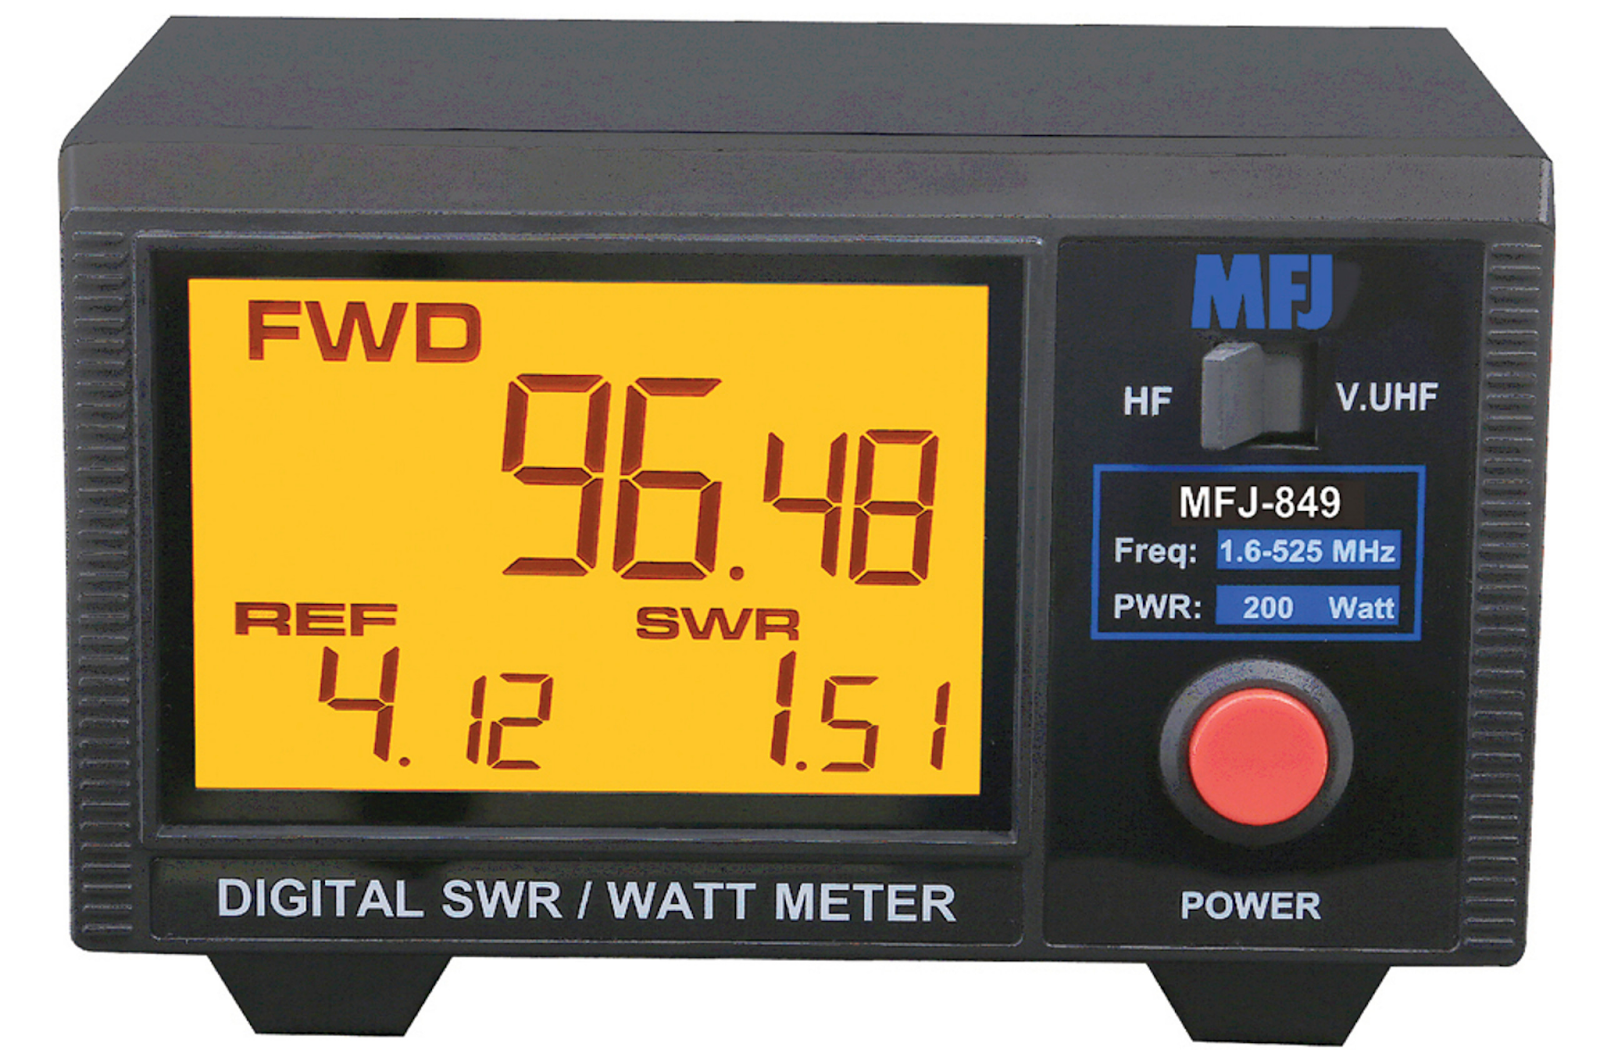 MFJ
FWD
96.48
HF V.UHF
MFJ-849
Freq: 1.6-525 MHz
PWR: 200 Watt
REF SWR
4.12 1.51
DIGITAL SWR / WATT METER
POWER